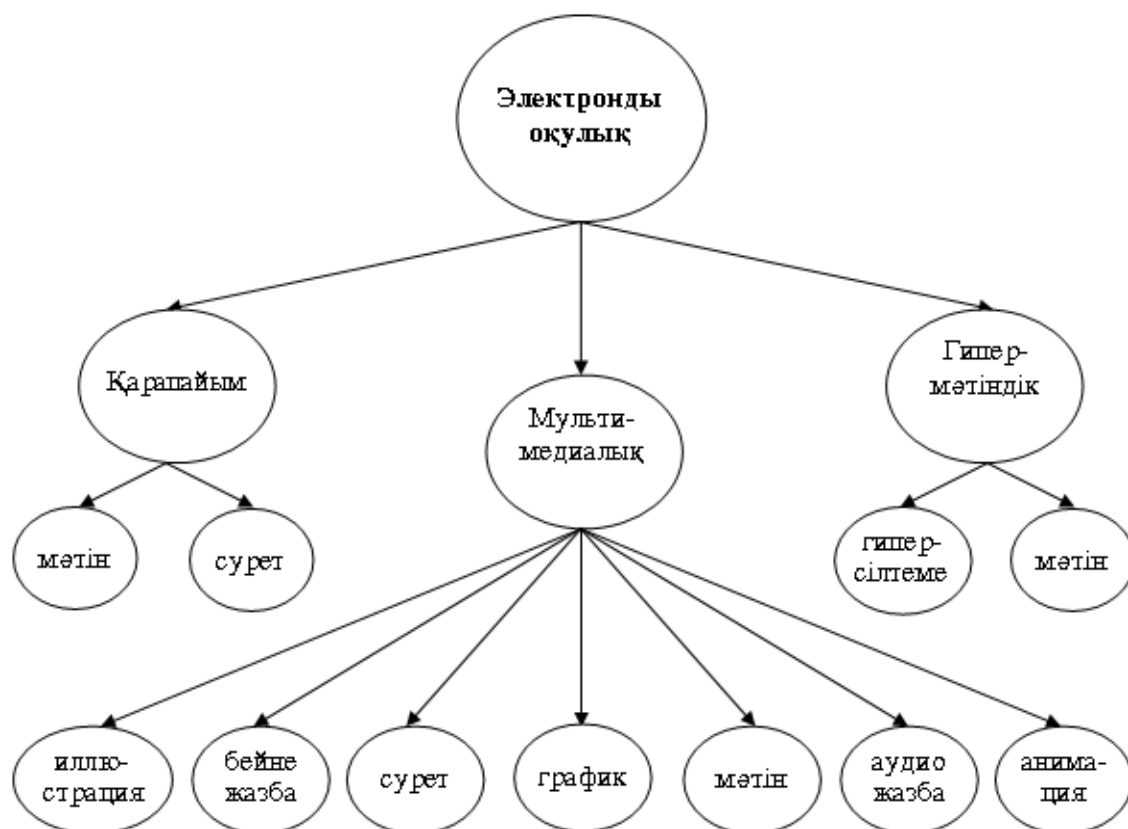 Электронды
оқулық
Қарапайым
Мульти-
медиалық
Гипер-
мәтіндік
мәтін
сурет
гипер-
сілтеме
мәтін
иллю-
страция
бейне
жазба
сурет
график
мәтін
аудио
жазба
анима-
ция